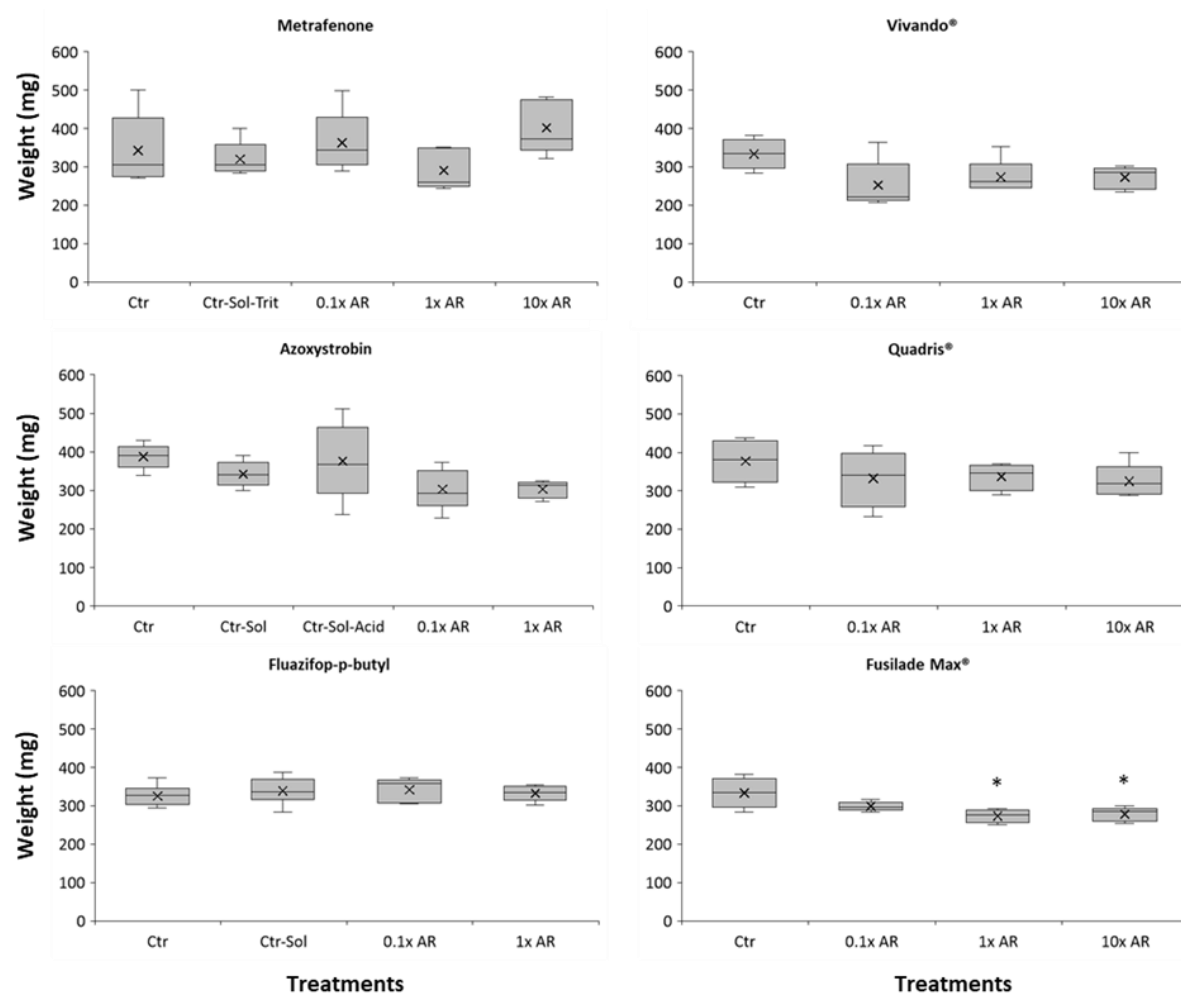 Metrafenone
Weight (mg)
600
500
400
300
200
100
0
Ctr Ctr-Sol-Trit 0.1x AR 1x AR 10x AR
Vivando®
600
500
400
300
200
100
0
Ctr 0.1x AR 1x AR 10x AR
Azoxystrobin
Weight (mg)
600
500
400
300
200
100
0
Ctr Ctr-Sol Ctr-Sol-Acid 0.1x AR 1x AR
Quadris®
600
500
400
300
200
100
0
Ctr 0.1x AR 1x AR 10x AR
Fluazifop-p-butyl
Weight (mg)
600
500
400
300
200
100
0
Ctr Ctr-Sol 0.1x AR 1x AR
Treatments
Fusilade Max®
600
500
400
300
200
100
0
* *
Ctr 0.1x AR 1x AR 10x AR
Treatments